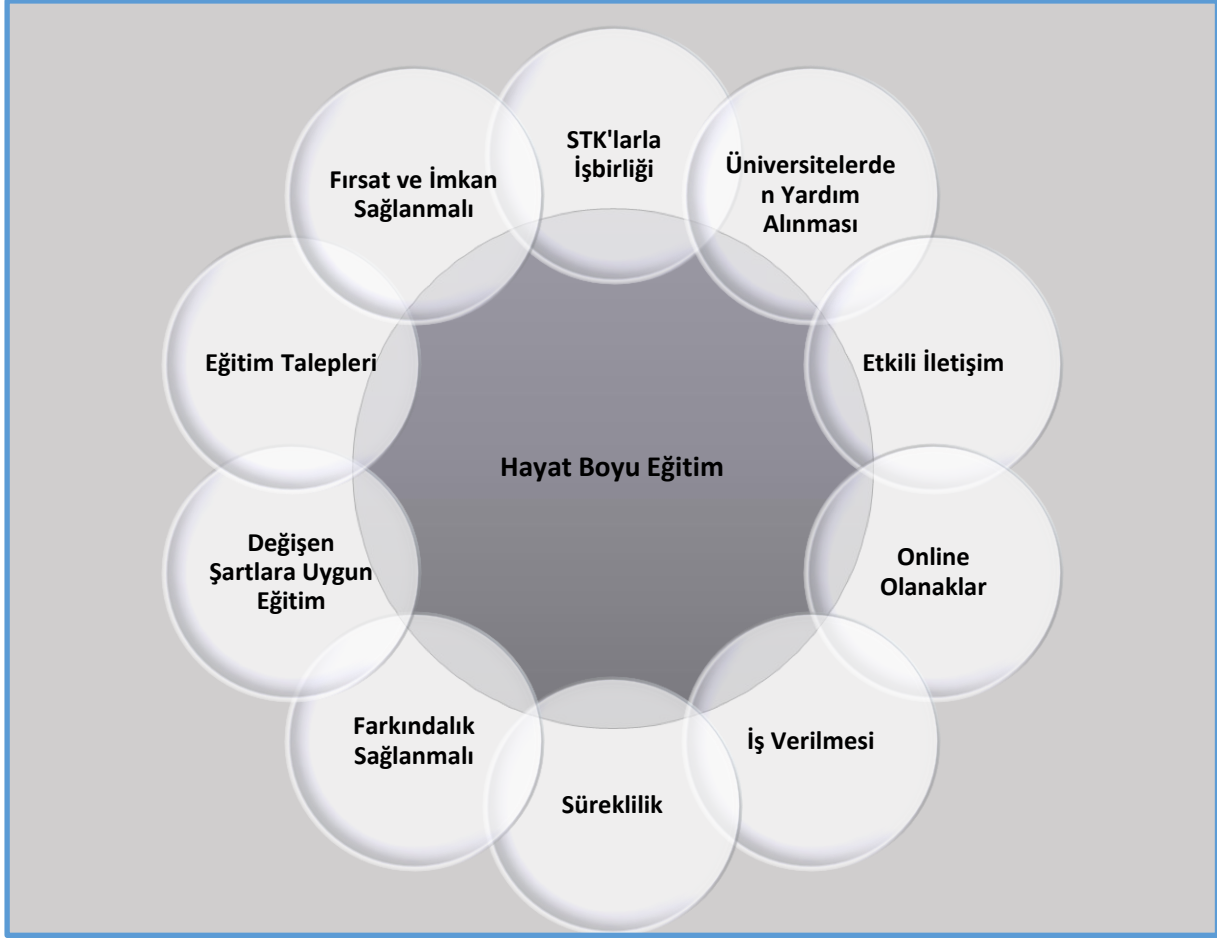 STK'larla
İşbirliği
Üniversitelerde
n Yardım
Alınması
Etkili İletişim
Online
Olanaklar
İş Verilmesi
Süreklilik
Farkındalık
Sağlanmalı
Değişen
Şartlara Uygun
Eğitim
Eğitim Talepleri
Fırsat ve İmkan
Sağlanmalı
Hayat Boyu Eğitim